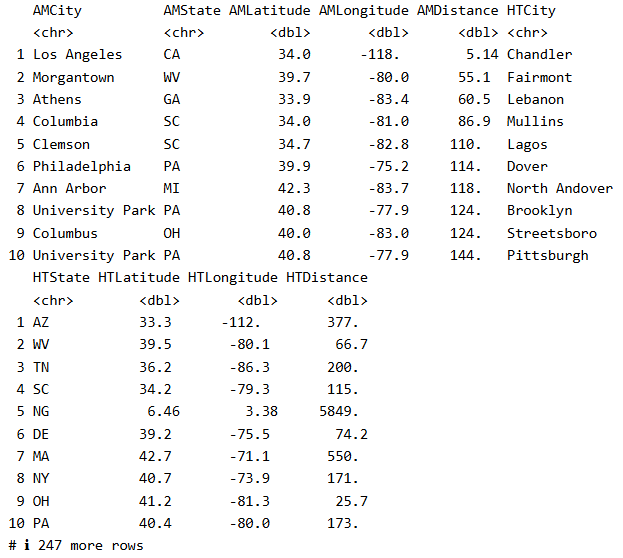 AMCity          AMState AMLatitude AMLongitude AMDistance HTCity
   <chr>           <chr>        <dbl>       <dbl>      <dbl> <chr>
 1 Los Angeles     CA            34.0      -118.        5.14 Chandler
 2 Morgantown      WV            39.7       -80.0      55.1  Fairmont
 3 Athens          GA            33.9       -83.4      60.5  Lebanon
 4 Columbia        SC            34.0       -81.0      86.9  Mullins
 5 Clemson         SC            34.7       -82.8     110.   Lagos
 6 Philadelphia    PA            39.9       -75.2     114.   Dover
 7 Ann Arbor       MI            42.3       -83.7     118.   North Andover
 8 University Park PA            40.8       -77.9     124.   Brooklyn
 9 Columbus        OH            40.0       -83.0     124.   Streetsboro
10 University Park PA            40.8       -77.9     144.   Pittsburgh
   HTState HTLatitude HTLongitude HTDistance
   <chr>        <dbl>       <dbl>      <dbl>
 1 AZ           33.3      -112.        377.
 2 WV           39.5       -80.1        66.7
 3 TN           36.2       -86.3       200.
 4 SC           34.2       -79.3       115.
 5 NG            6.46        3.38     5849.
 6 DE           39.2       -75.5        74.2
 7 MA           42.7       -71.1       550.
 8 NY           40.7       -73.9       171.
 9 OH           41.2       -81.3        25.7
10 PA           40.4       -80.0       173.
# ℹ 247 more rows